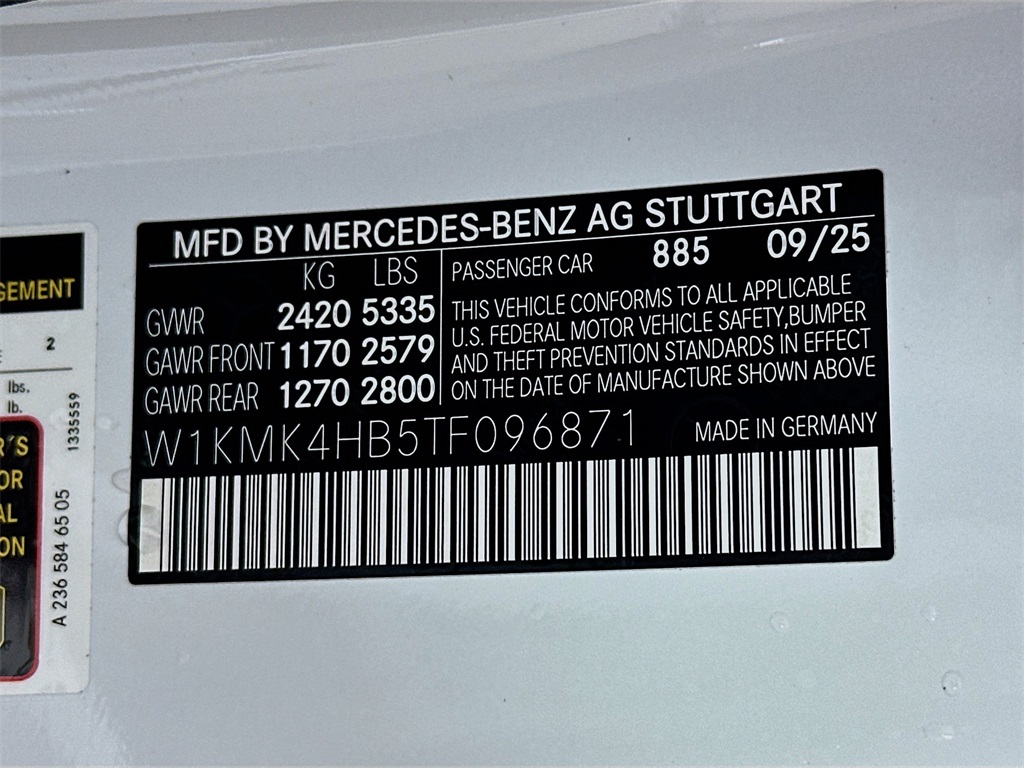 MFD BY MERCEDES-BENZ AG STUTTGART
KG LBS
GVWR 2420 5335
GAWR FRONT 1170 2579
GAWR REAR 1270 2800
PASSENGER CAR 885 09/25
THIS VEHICLE CONFORMS TO ALL APPLICABLE
U.S. FEDERAL MOTOR VEHICLE SAFETY,BUMPER
AND THEFT PREVENTION STANDARDS IN EFFECT
ON THE DATE OF MANUFACTURE SHOWN ABOVE
W1KMK4HB5TF096871 MADE IN GERMANY
GEMENT
2
lbs.
lb.
1335559
R'S
OR
AL
ON
A 236 584 65 05